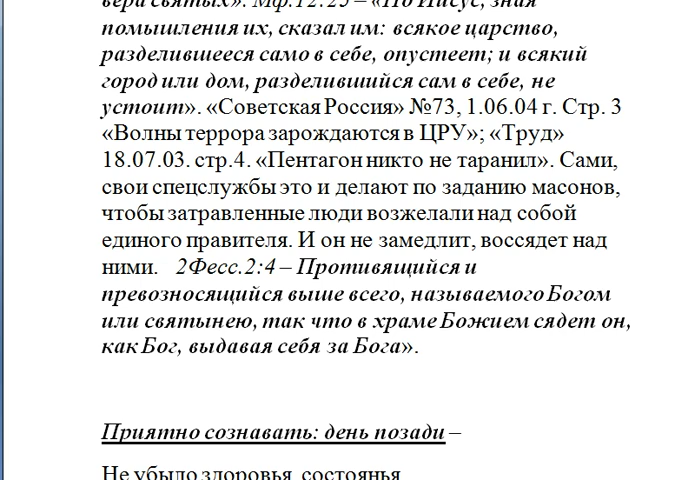 вера святых». Мф.12:25 – «Но Иисус, зная
помышления их, сказал им: всякое царство,
разделившееся само в себе, опустеет; и всякий
город или дом, разделившийся сам в себе, не
устоит». «Советская Россия» №73, 1.06.04 г. Стр. 3
«Волны террора зарождаются в ЦРУ»; «Труд»
18.07.03. стр.4. «Пентагон никто не таранил». Сами,
свои спецслужбы это и делают по заданию масонов,
чтобы затравленные люди возжелали над собой
единого правителя. И он не замедлит, воссядет над
ними. 2Фесс.2:4 – Противящийся и
превозносящийся выше всего, называемого Богом
или святынею, так что в храме Божием сядет он,
как Бог, выдавая себя за Бога».
Приятно сознавать: день позади –
Не убыло здоровья, состоянья